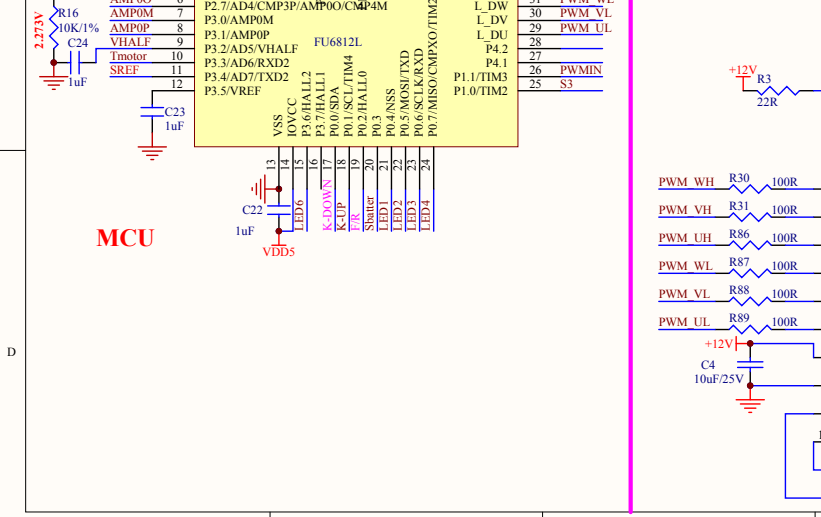 P2.7/AD4/CMP3P/AMP0O/CMP4M
AMP0M 7 P3.0/AMP0M
AMP0P 8 P3.1/AMP0P
VHALF 9 P3.2/AD5/VHALF
Tmotor 10 P3.3/AD6/RXD2
SREF 11 P3.4/AD7/TXD2
12 P3.5/VREF
2.273V
R16
10K/1%
C24
1uF
C23
1uF
FU6812L
L_DW 31
L_DV 30 PWM_VL
L_DU 29 PWM_UL
P4.2 28
P4.1 27
P1.1/TIM3 26 PWMIN
P1.0/TIM2 25 S3
VSS 13
IOVCC 14
P3.6/HALL2 15 LED6
P3.7/HALL1 16
P0.0/SDA 17 K-DOWN
P0.1/SCL/TIM4 18 K-UP
P0.2/HALL0 19 F/R
P0.3 20 Sbatter
P0.4/NSS 21 LED1
P0.5/MOSI/TXD 22 LED2
P0.6/SCLK/RXD 23 LED3
P0.7/MISO/CMPXO/TIM2 24 LED4
C22
1uF
VDD5
MCU
D
+12V
R3
22R
PWM_WH R30 100R
PWM_VH R31 100R
PWM_UH R86 100R
PWM_WL R87 100R
PWM_VL R88 100R
PWM_UL R89 100R
+12V
C4
10uF/25V